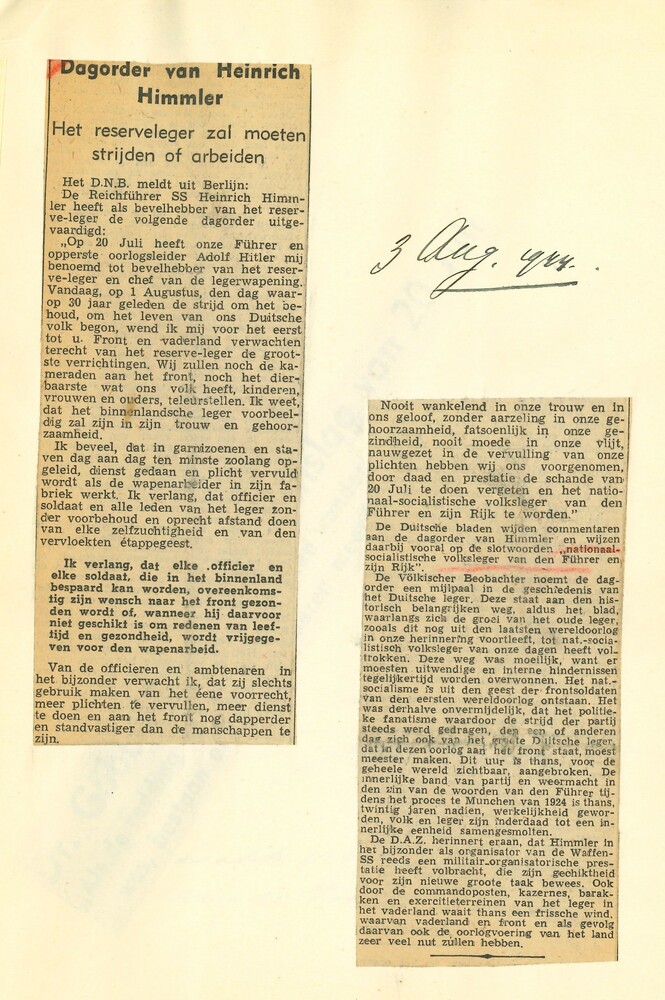 Dagorder van Heinrich
Himmler
Het reserveleger zal moeten
strijden of arbeiden
Het D.N.B. meldt uit Berlijn:
De Reichführer SS Heinrich Himm-
ler heeft als bevelhebber van het reser-
ve-leger de volgende dagorder uitge-
vaardigd:
„Op 20 Juli heeft onze Führer en
opperste oorlogsleider Adolf Hitler mij
benoemd tot bevelhebber van het reser-
ve-leger en chef van de legerwapening.
Vandaag, op 1 Augustus, den dag waar-
op 30 jaar geleden de strijd om het be-
houd, om het leven van ons Duitsche
volk begon, wend ik mij voor het eerst
tot u. Front en vaderland verwachten
terecht van het reserve-leger de groot-
ste verrichtingen. Wij zullen noch de ka-
meraden aan het front, noch het dier-
baarste wat ons volk heeft, kinderen,
vrouwen en ouders, teleurstellen. Ik weet,
dat het binnenlandsche leger voorbeel-
dig zal zijn in zijn trouw en gehoor-
zaamheid.
Ik beveel, dat in garnizoenen en sta-
ven dag aan dag ten minste zoolang op-
geleid, dienst gedaan en plicht vervuld
wordt als de wapenarbeider in zijn fa-
briek werkt. Ik verlang, dat officier en
soldaat en alle leden van het leger zon-
der voorbehoud en oprecht afstand doen
van elke zelfzuchtigheid en van den
vervloekten étappegeest.
Ik verlang, dat elke officier en
elke soldaat, die in het binnenland
bespaard kan worden, overeenkoms-
tig zijn wensch naar het front gezon-
den wordt of, wanneer hij daarvoor
niet geschikt is om redenen van leef-
tijd en gezondheid, wordt vrijgege-
ven voor den wapenarbeid.
Van de officieren en ambtenaren in
het bijzonder verwacht ik, dat zij slechts
gebruik maken van het éene voorrecht,
meer plichten te vervullen, meer dienst
te doen en aan het front nog dapperder
en standvastiger dan de manschappen te
zijn.
3 Aug. 1944.
Nooit wankelend in onze trouw en in
ons geloof, zonder aarzeling in onze ge-
hoorzaamheid, fatsoenlijk in onze ge-
zindheid, nooit moede in onze vlijt,
nauwgezet in de vervulling van onze
plichten hebben wij ons voorgenomen,
door daad en prestatie de schande van
20 Juli te doen vergeten en het natio-
naal-socialistische volksleger van den
Führer en zijn Rijk te worden.”
De Duitsche bladen wijden commentaren
aan de dagorder van Himmler en wijzen
daarbij vooral op de slotwoorden „nationaal-
socialistische volksleger van den Führer en
zijn Rijk”.
De Völkischer Beobachter noemt de dag-
order een mijlpaal in de geschiedenis van
het Duitsche leger. Deze staat aan den his-
torisch belangrijken weg, aldus het blad,
waarlangs zich de groei van het oude leger,
zooals dit nog uit den laatsten wereldoorlog
in onze herinnering voortleeft, tot nat.-socia-
listisch volksleger van onze dagen heeft vol-
trokken. Deze weg was moeilijk, want er
moesten uitwendige en interne hindernissen
tegelijkertijd worden overwonnen. Het nat.-
socialisme is uit den geest der frontsoldaten
van den eersten wereldoorlog ontstaan. Het
was derhalve onvermijdelijk, dat het politie-
ke fanatisme waardoor de strijd der partij
steeds werd gedragen, den een of anderen
dag zich ook van het groote Duitsche leger,
dat in dezen oorlog aan het front staat, moest
meester maken. Dit uur is thans, voor de
geheele wereld zichtbaar, aangebroken. De
innerlijke band van partij en weermacht in
den zin van de woorden van den Führer tij-
dens het proces te Munchen van 1924 is thans,
twintig jaren nadien, werkelijkheid gewor-
den, volk en leger zijn inderdaad tot een in-
nerlijke eenheid samengesmolten.
De D.A.Z. herinnert eraan, dat Himmler in
het bijzonder als organisator van de Waffen-
SS reeds een militair-organisatorische pres-
tatie heeft volbracht, die zijn gechiktheid
voor zijn nieuwe groote taak bewees. Ook
door de commandoposten, kazernes, barak-
ken en exercitieterreinen van het leger in
het vaderland waait thans een frissche wind,
waarvan vaderland en front en als gevolg
daarvan ook de oorlogvoering van het land
zeer veel nut zullen hebben.